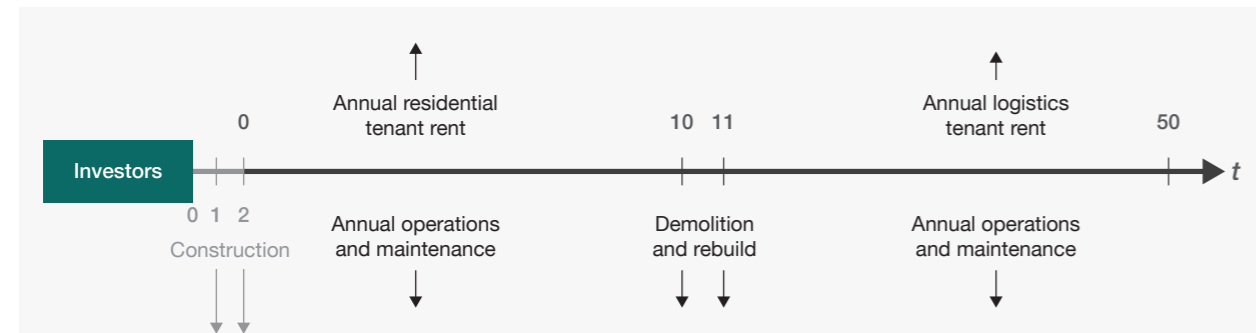 Annual residential
tenant rent
Annual logistics
tenant rent
0
10 11
50
Investors
t
0 1 2
Construction
Annual operations
and maintenance
Demolition
and rebuild
Annual operations
and maintenance